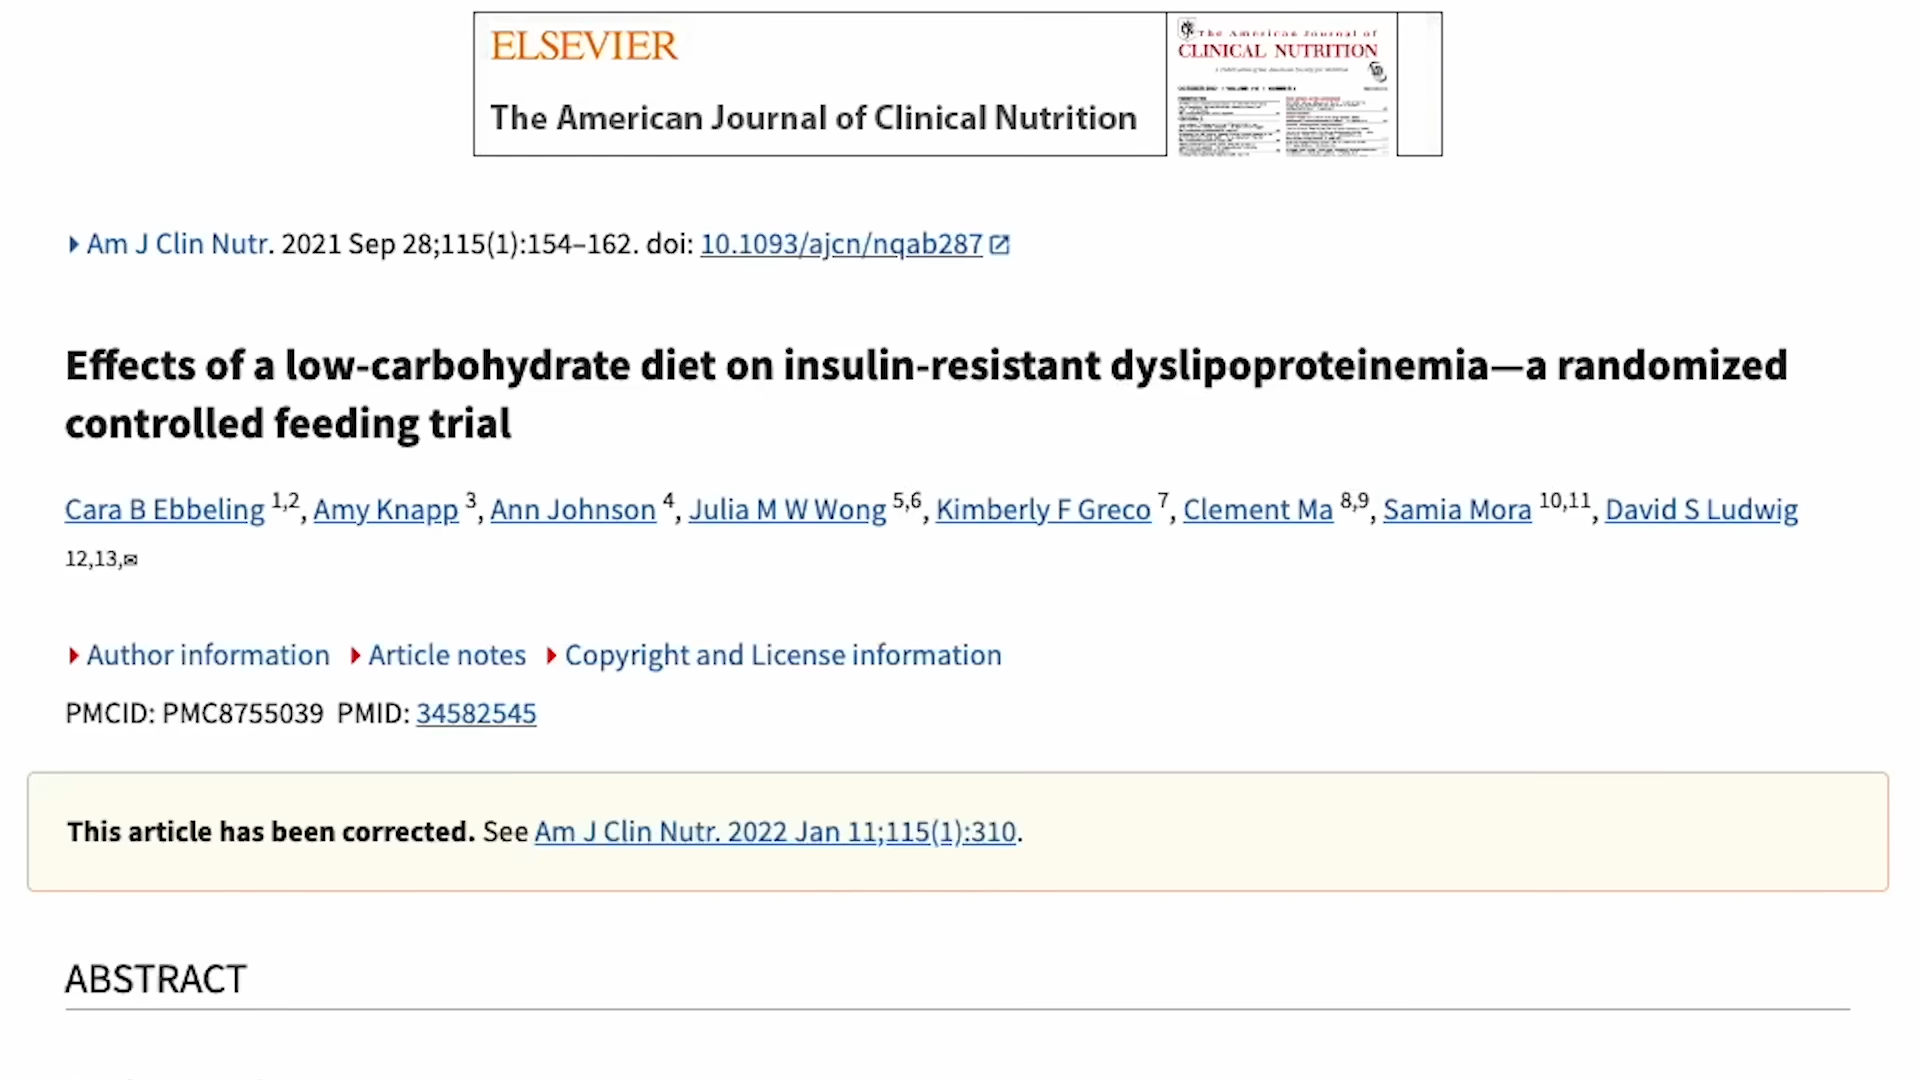 ELSEVIER
The American Journal of Clinical Nutrition
The American Journal of
CLINICAL NUTRITION
Am J Clin Nutr. 2021 Sep 28;115(1):154–162. doi: 10.1093/ajcn/nqab287
Effects of a low-carbohydrate diet on insulin-resistant dyslipoproteinemia—a randomized
controlled feeding trial
Cara B Ebbeling 1,2, Amy Knapp 3, Ann Johnson 4, Julia M W Wong 5,6, Kimberly F Greco 7, Clement Ma 8,9, Samia Mora 10,11, David S Ludwig
12,13,✉
Author information Article notes Copyright and License information
PMCID: PMC8755039 PMID: 34582545
This article has been corrected. See Am J Clin Nutr. 2022 Jan 11;115(1):310.
ABSTRACT